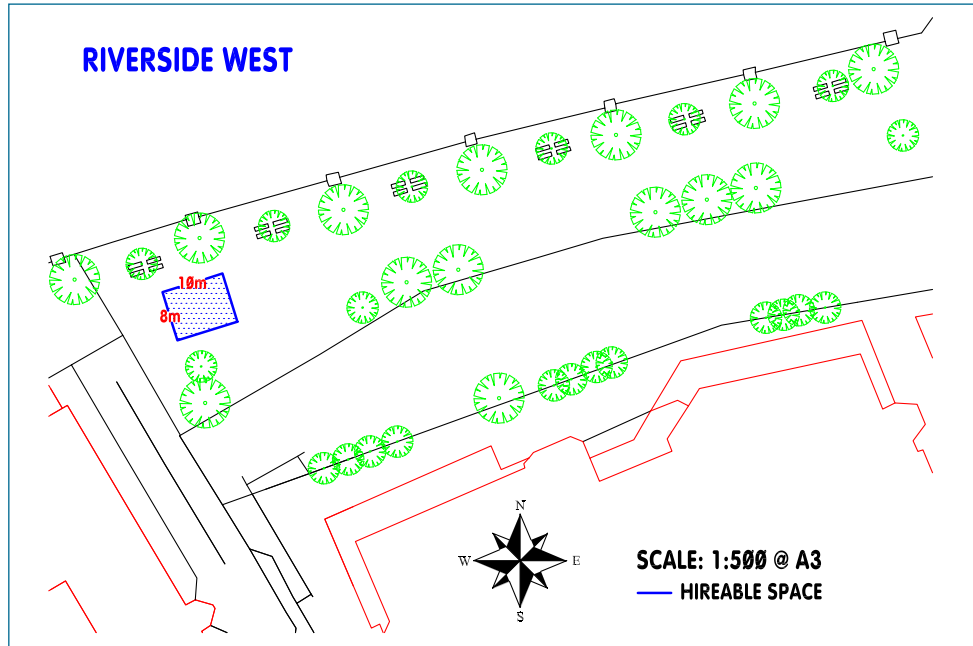 RIVERSIDE WEST
10m
8m
N
W E
S
SCALE: 1:500 @ A3
HIREABLE SPACE